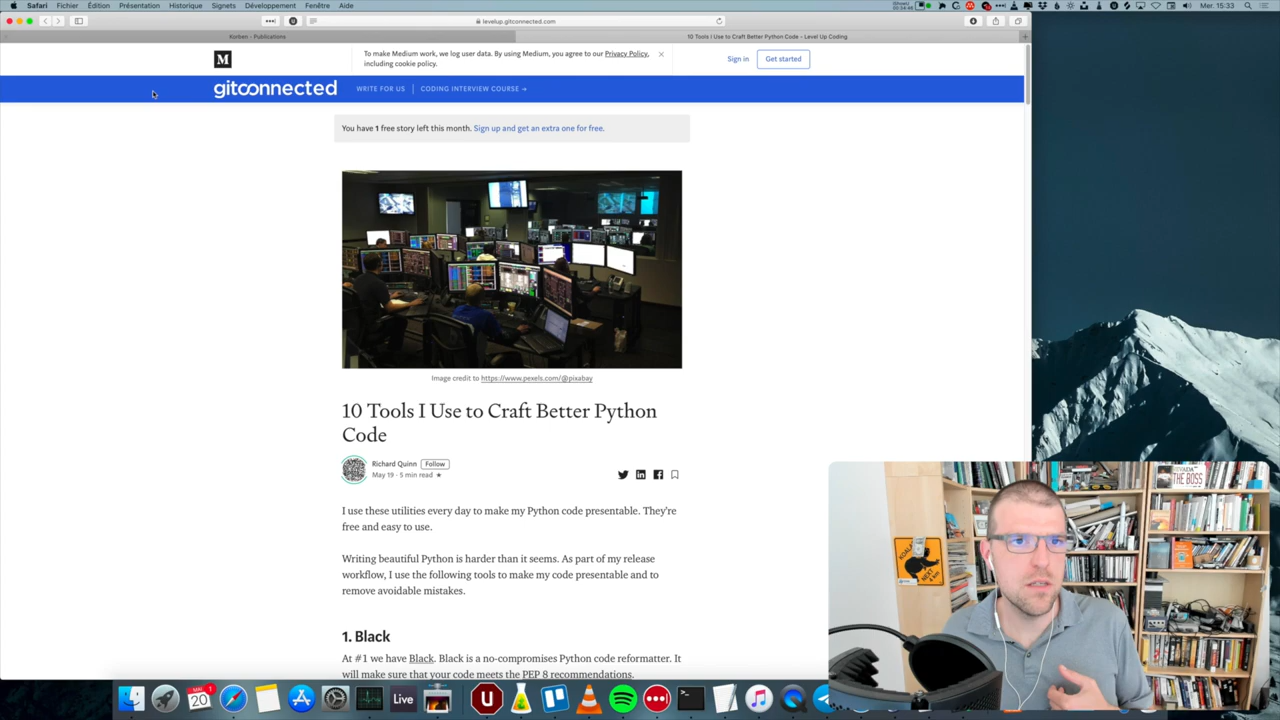 Safari Fichier Édition Présentation Historique Signets Développement Fenêtre Aide
Mer. 15:33
levelup.gitconnected.com
Korben - Publications
10 Tools I Use to Craft Better Python Code – Level Up Coding
M
To make Medium work, we log user data. By using Medium, you agree to our Privacy Policy,
including cookie policy.
Sign in
Get started
gitconnected
WRITE FOR US
CODING INTERVIEW COURSE →
You have 1 free story left this month. Sign up and get an extra one for free.
Image credit to https://www.pexels.com/@pixabay
10 Tools I Use to Craft Better Python
Code
Richard Quinn Follow
May 19 · 5 min read ★
I use these utilities every day to make my Python code presentable. They're
free and easy to use.
Writing beautiful Python is harder than it seems. As part of my release
workflow, I use the following tools to make my code presentable and to
remove avoidable mistakes.
1. Black
At #1 we have Black. Black is a no-compromises Python code reformatter. It
will make sure that your code meets the PEP 8 recommendations.
THE BOSS
KOALAS
NEXT
20
Live
U